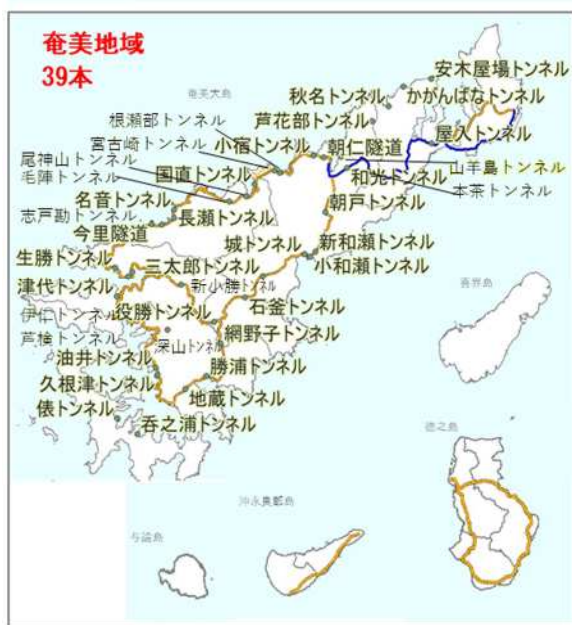 奄美地域
39本
安木屋場トンネル
秋名トンネル
かがんばなトンネル
奄美大島
芦花部トンネル
根瀬部トンネル
屋入トンネル
宮古崎トンネル
小宿トンネル
朝仁隧道
尾神山トンネル
国直トンネル
山羊島トンネル
毛陣トンネル
和光トンネル
本茶トンネル
名音トンネル
朝戸トンネル
志戸勘トンネル
長瀬トンネル
今里隧道
城トンネル
新和瀬トンネル
生勝トンネル
三太郎トンネル
小和瀬トンネル
津代トンネル
新小勝トンネル
喜界島
伊仁トンネル
役勝トンネル
石釜トンネル
芦検トンネル
深山トンネル
網野子トンネル
油井トンネル
勝浦トンネル
久根津トンネル
地蔵トンネル
俵トンネル
呑之浦トンネル
徳之島
沖永良部島
与論島